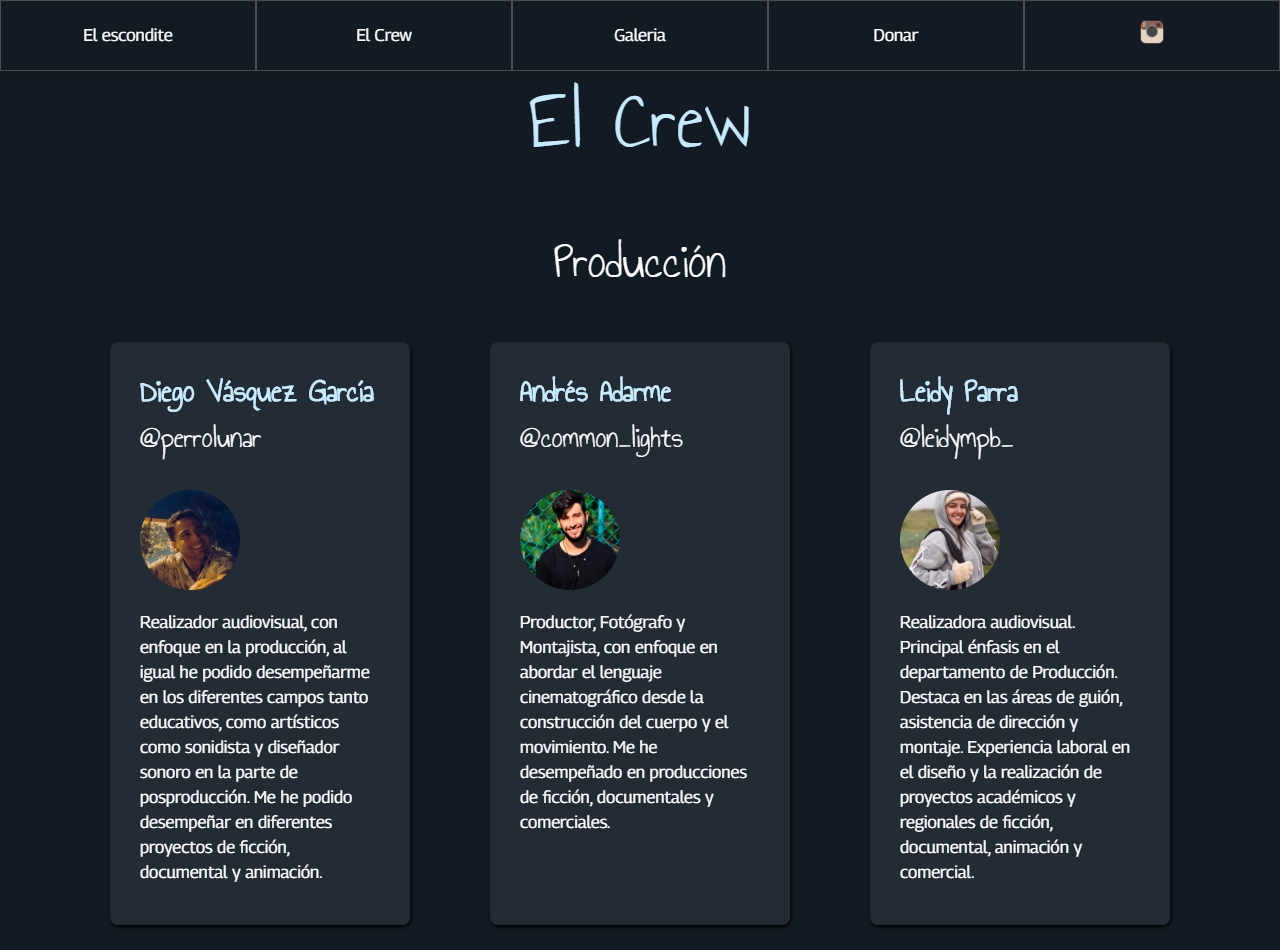 El escondite
El Crew
Galeria
Donar
El Crew
Producción
Diego Vásquez García
@perrolunar
Realizador audiovisual, con
enfoque en la producción, al
igual he podido desempeñarme
en los diferentes campos tanto
educativos, como artísticos
como sonidista y diseñador
sonoro en la parte de
posproducción. Me he podido
desempeñar en diferentes
proyectos de ficción,
documental y animación.
Andrés Adarme
@common_lights
Productor, Fotógrafo y
Montajista, con enfoque en
abordar el lenguaje
cinematográfico desde la
construcción del cuerpo y el
movimiento. Me he
desempeñado en producciones
de ficción, documentales y
comerciales.
Leidy Parra
@leidympb_
Realizadora audiovisual.
Principal énfasis en el
departamento de Producción.
Destaca en las áreas de guión,
asistencia de dirección y
montaje. Experiencia laboral en
el diseño y la realización de
proyectos académicos y
regionales de ficción,
documental, animación y
comercial.